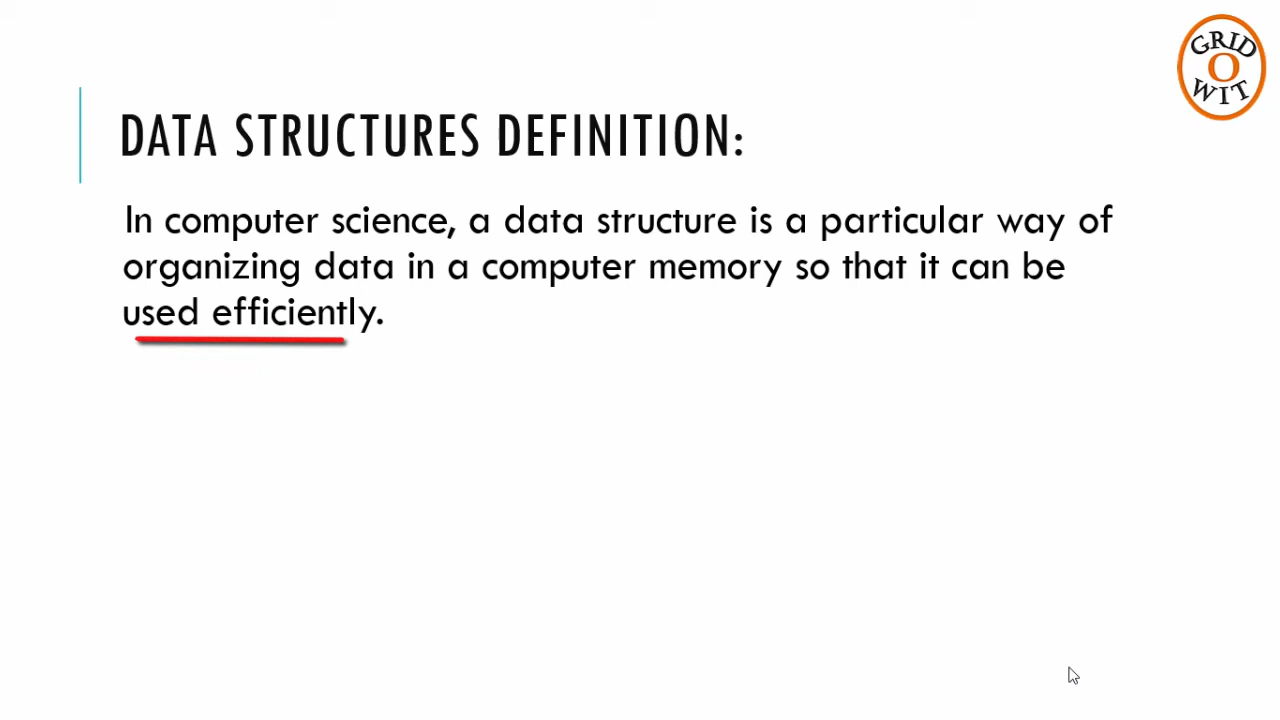 GRID
O
WIT
DATA STRUCTURES DEFINITION:
In computer science, a data structure is a particular way of
organizing data in a computer memory so that it can be
used efficiently.